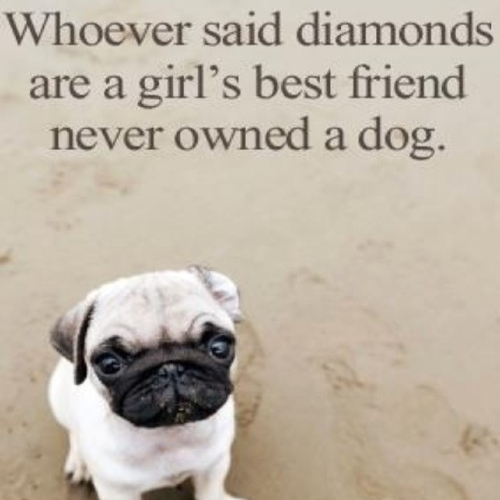 Whoever said diamonds
are a girl's best friend
never owned a dog.